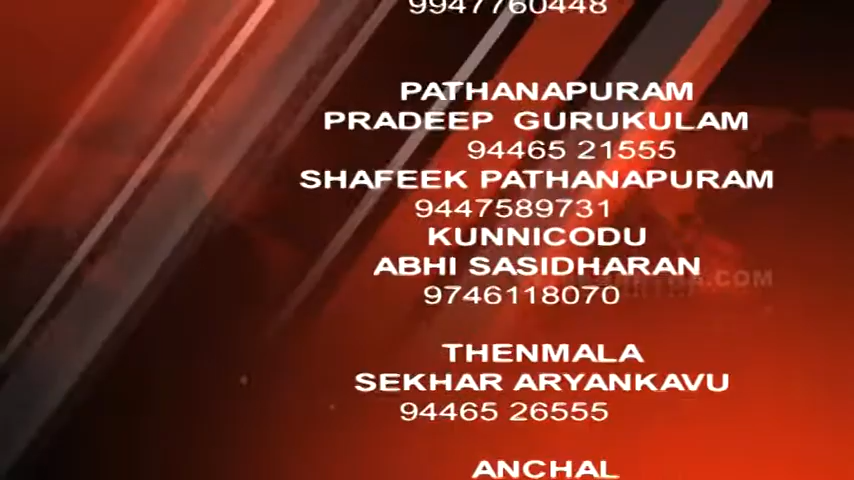 9947760448
PATHANAPURAM
PRADEEP GURUKULAM
94465 21555
SHAFEEK PATHANAPURAM
9447589731
KUNNICODU
ABHI SASIDHARAN
9746118070
THENMALA
SEKHAR ARYANKAVU
94465 26555
ANCHAL